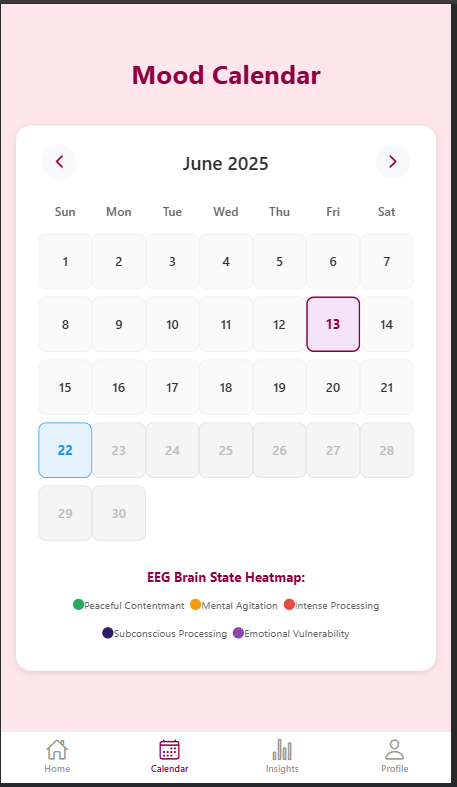 Mood Calendar
June 2025
Sun Mon Tue Wed Thu Fri Sat
1 2 3 4 5 6 7
8 9 10 11 12 13 14
15 16 17 18 19 20 21
22 23 24 25 26 27 28
29 30
EEG Brain State Heatmap:
Peaceful Contentmant Mental Agitation Intense Processing
Subconscious Processing Emotional Vulnerability
Home Calendar Insights Profile